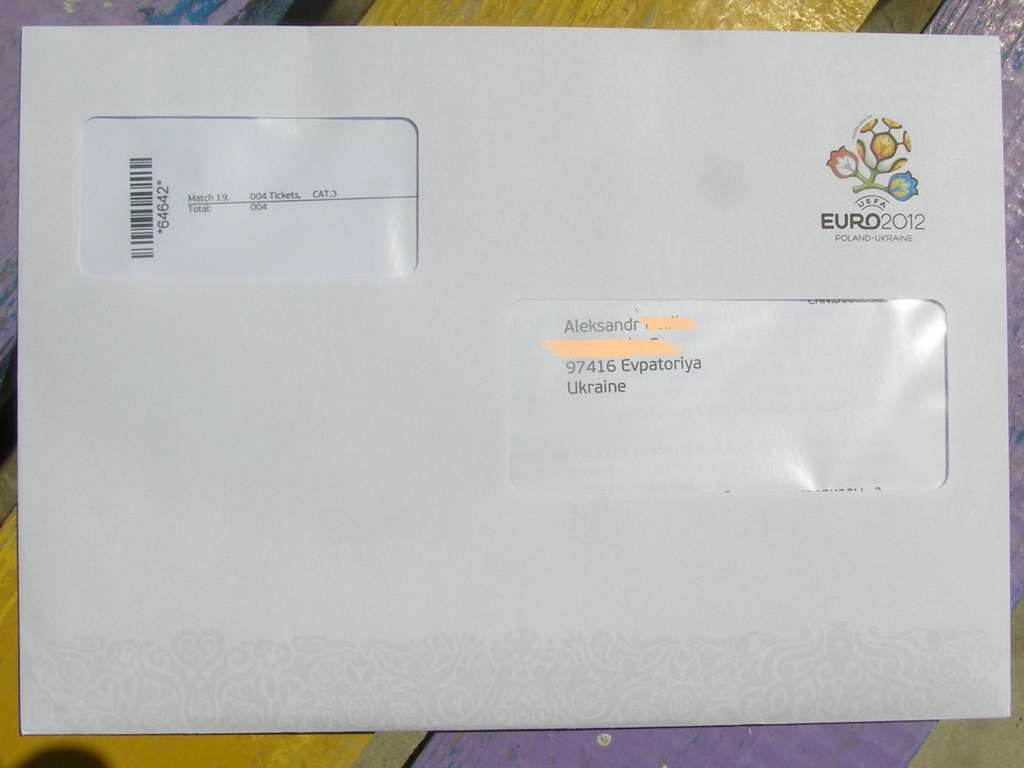 *64642*
Match 19, 004 Tickets, CAT.3
Total: 004
UEFA
EURO2012
POLAND-UKRAINE
Aleksandr
97416 Evpatoriya
Ukraine